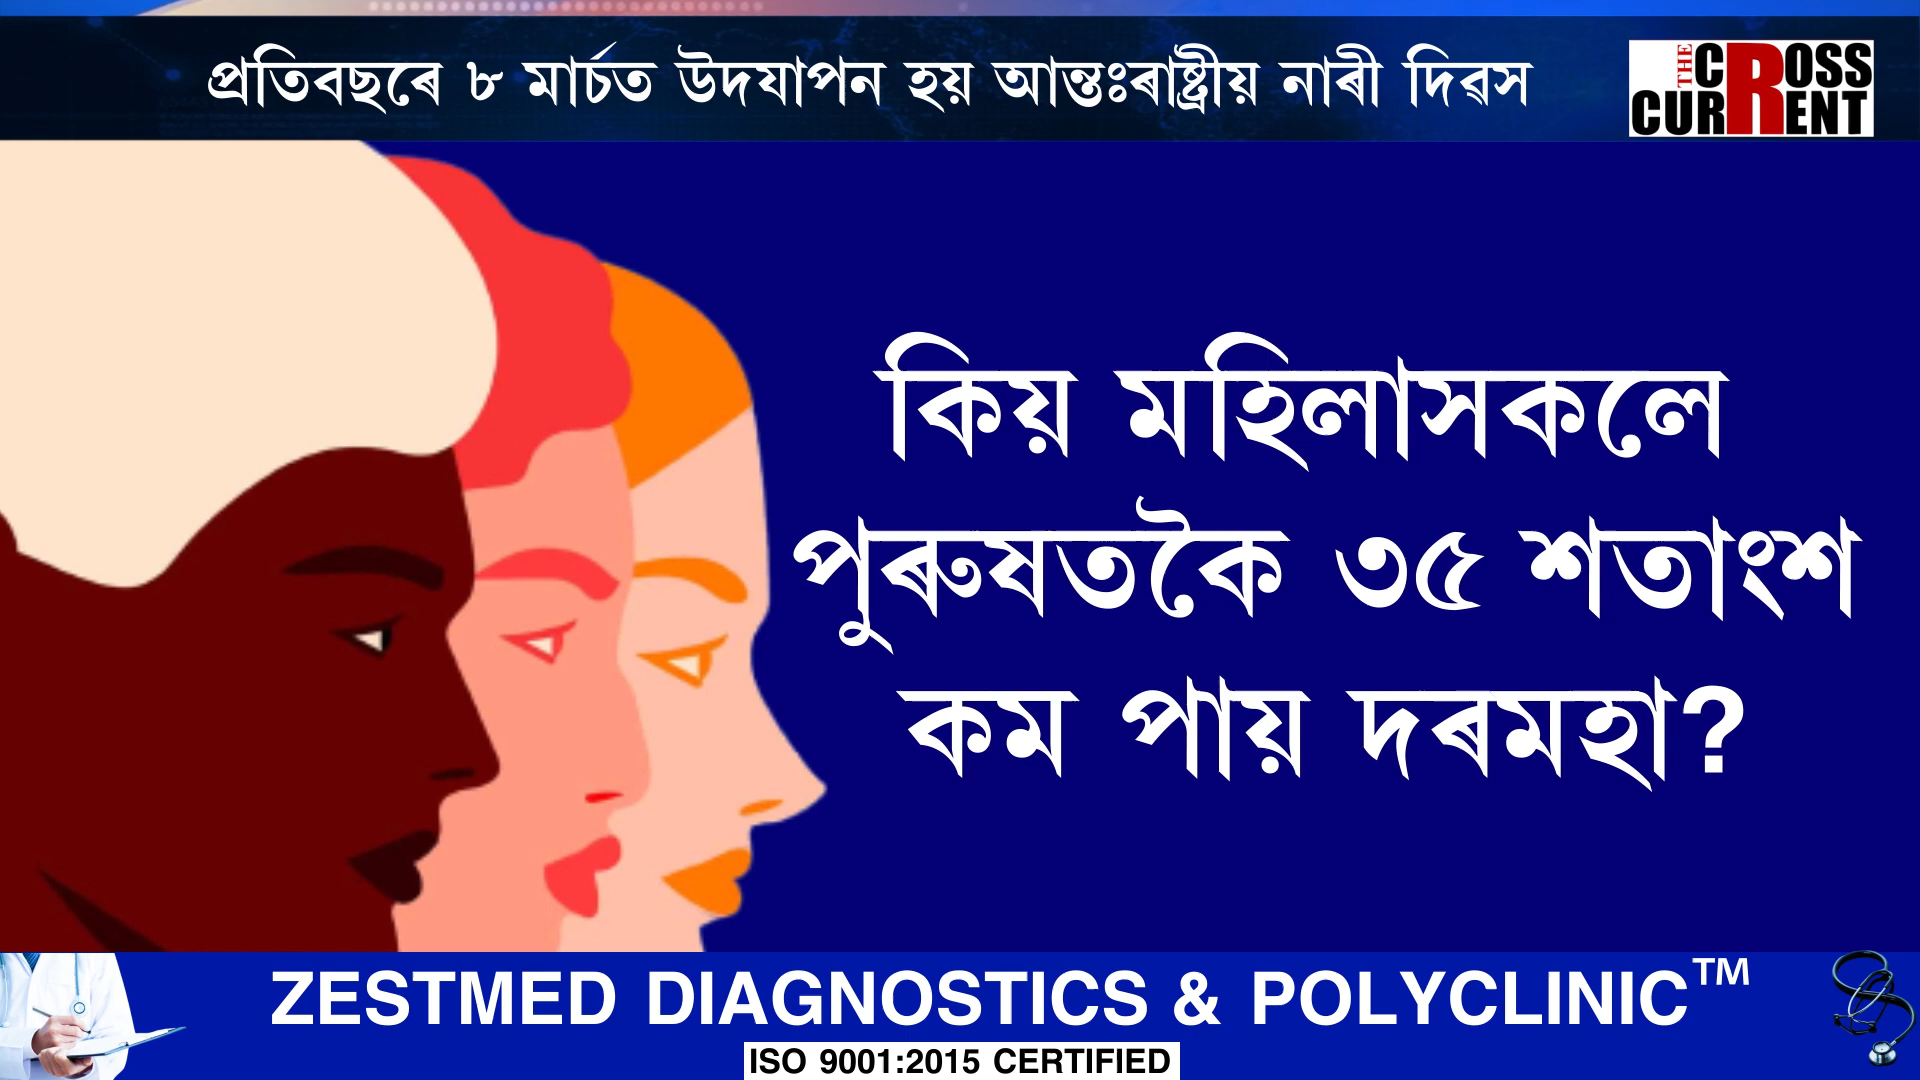 প্ৰতিবছৰে ৮ মাৰ্চত উদযাপন হয় আন্তঃৰাষ্ট্ৰীয় নাৰী দিৱস
THE CROSS
CURRENT
কিয় মহিলাসকলে
পুৰুষতকৈ ৩৫ শতাংশ
কম পায় দৰমহা?
ZESTMED DIAGNOSTICS & POLYCLINIC™
ISO 9001:2015 CERTIFIED